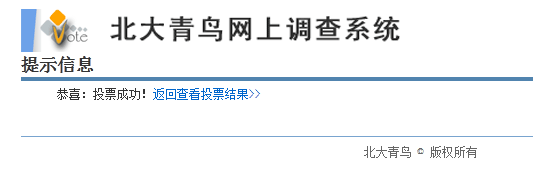 Vote 北大青鸟网上调查系统
提示信息
恭喜：投票成功！返回查看投票结果>>
北大青鸟 © 版权所有